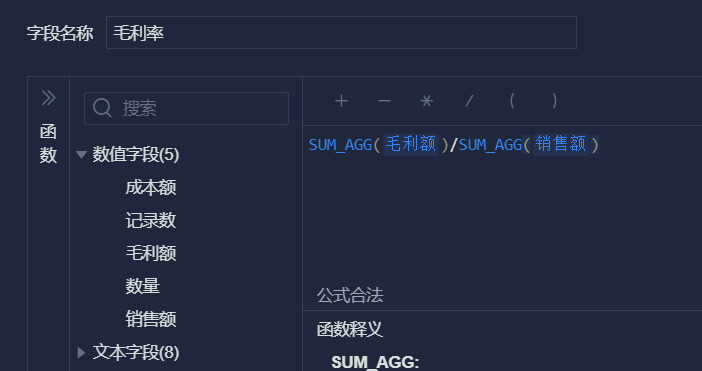 字段名称 毛利率
函数
搜索
+ - * / ( )
数值字段(5)
成本额
记录数
毛利额
数量
销售额
文本字段(8)
SUM_AGG(毛利额)/SUM_AGG(销售额)
公式合法
函数释义
SUM_AGG: